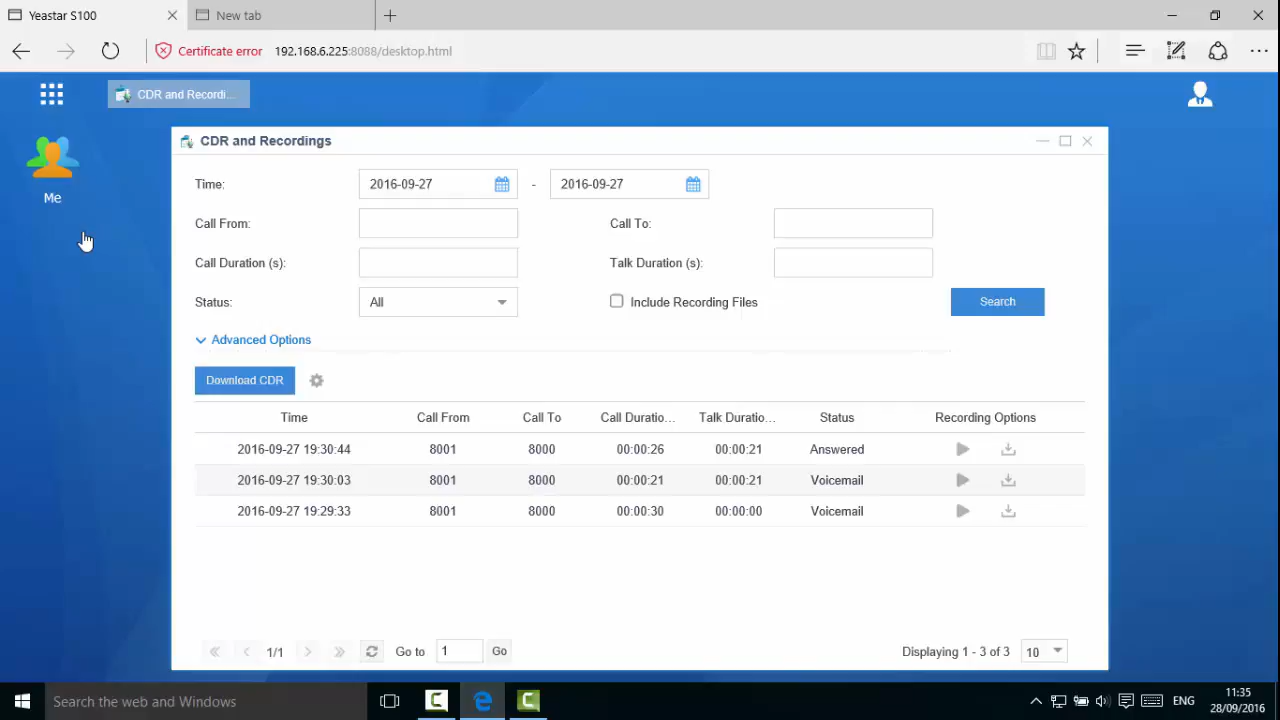 Yeastar S100
New tab
Certificate error 192.168.6.225:8088/desktop.html
CDR and Recordi...
Me
CDR and Recordings
Time: 2016-09-27 - 2016-09-27
Call From: Call To:
Call Duration (s): Talk Duration (s):
Status: All Include Recording Files Search
Advanced Options
Download CDR
Time Call From Call To Call Duratio... Talk Duratio... Status Recording Options
2016-09-27 19:30:44 8001 8000 00:00:26 00:00:21 Answered
2016-09-27 19:30:03 8001 8000 00:00:21 00:00:21 Voicemail
2016-09-27 19:29:33 8001 8000 00:00:30 00:00:00 Voicemail
1/1 Go to 1 Go Displaying 1 - 3 of 3 10
Search the web and Windows
ENG
11:35
28/09/2016